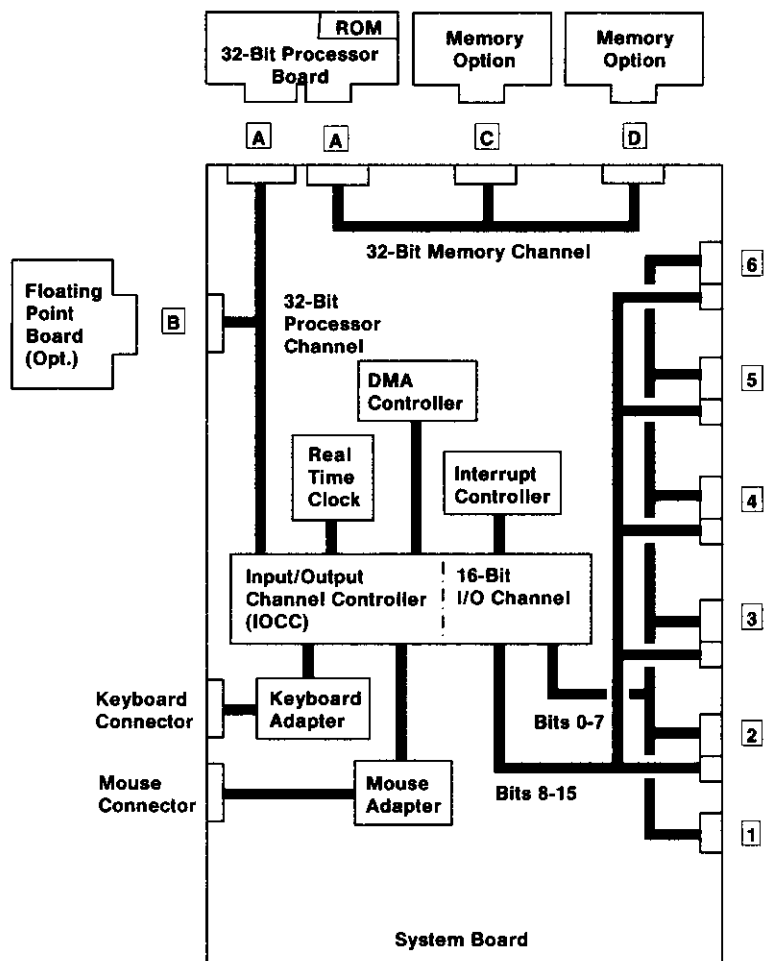 ROM
32-Bit Processor
Board
Memory
Option
Memory
Option
A
A
C
D
32-Bit Memory Channel
6
Floating
Point
Board
(Opt.)
B
32-Bit
Processor
Channel
5
DMA
Controller
Real
Time
Clock
Interrupt
Controller
4
Input/Output
Channel Controller
(IOCC)
16-Bit
I/O Channel
3
Keyboard
Connector
Keyboard
Adapter
Bits 0-7
2
Mouse
Connector
Mouse
Adapter
Bits 8-15
1
System Board